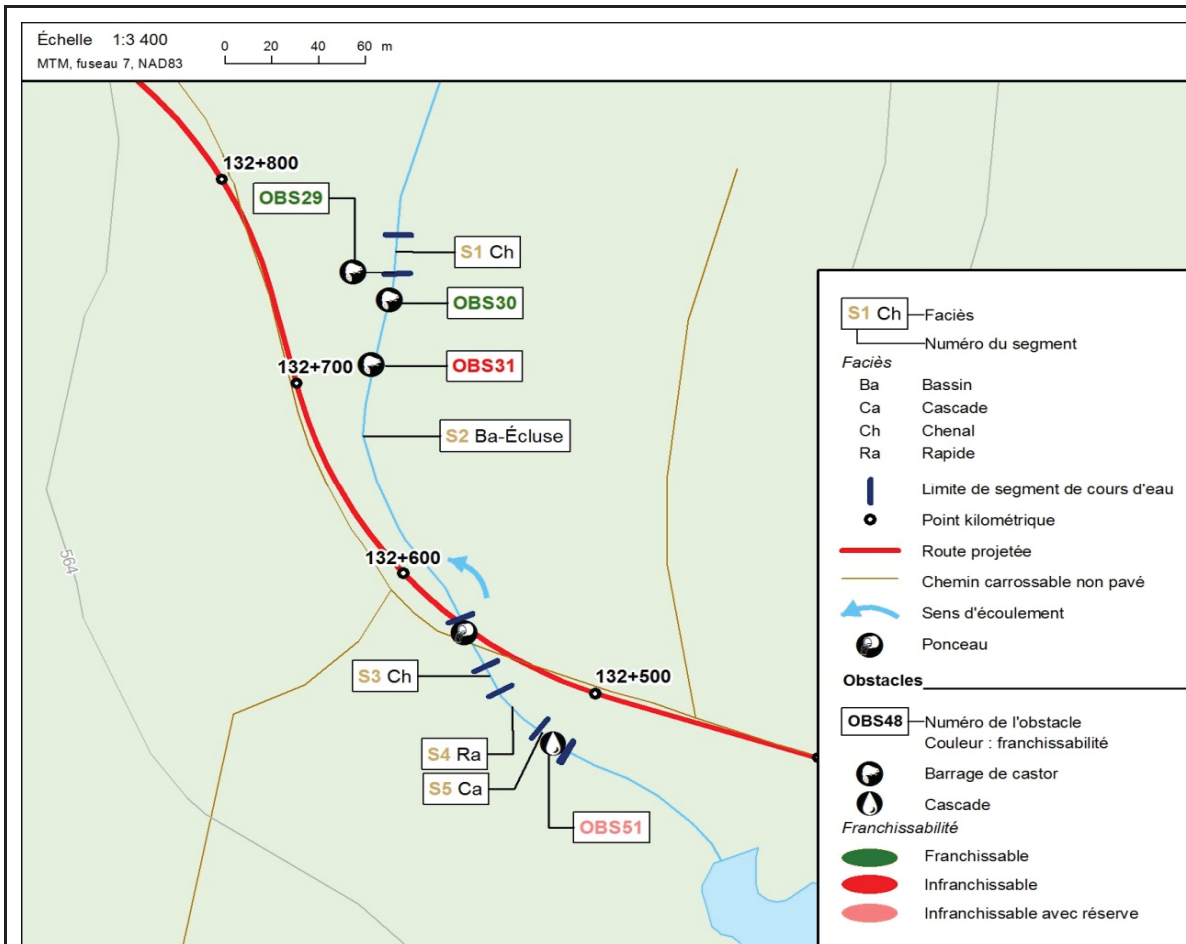 Échelle 1:3 400
0 20 40 60 m
MTM, fuseau 7, NAD83
132+800
OBS29
S1 Ch
OBS30
132+700
OBS31
S2 Ba-Écluse
564
132+600
S3 Ch
132+500
S4 Ra
S5 Ca
OBS51
S1 Ch
Faciès
Numéro du segment
Faciès
Ba Bassin
Ca Cascade
Ch Chenal
Ra Rapide
Limite de segment de cours d'eau
Point kilométrique
Route projetée
Chemin carrossable non pavé
Sens d'écoulement
Ponceau
Obstacles
OBS48
Numéro de l'obstacle
Couleur : franchissabilité
Barrage de castor
Cascade
Franchissabilité
Franchissable
Infranchissable
Infranchissable avec réserve